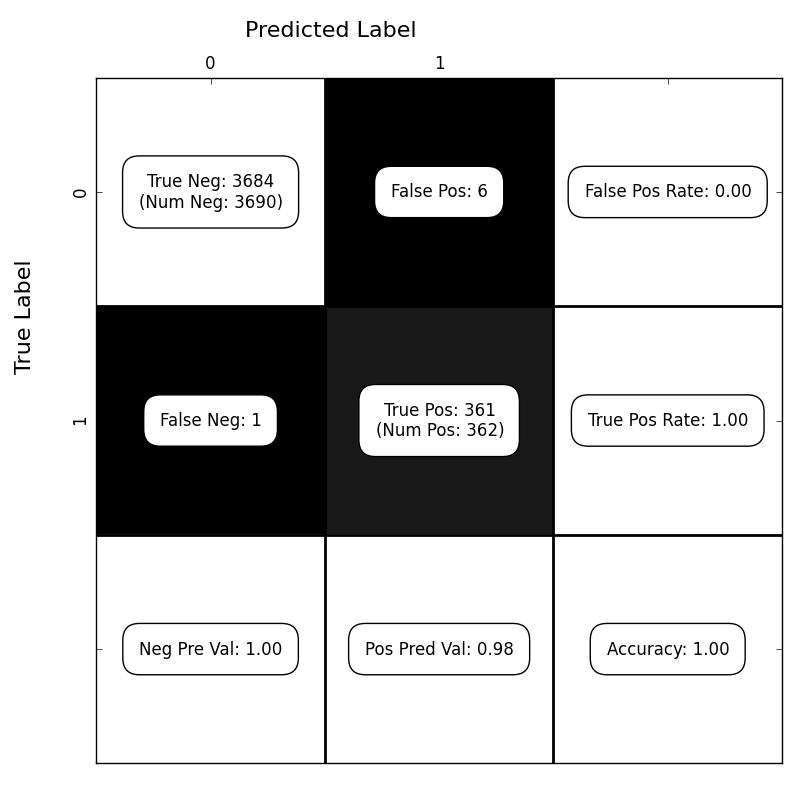 Predicted Label
0 1
True Label
0
True Neg: 3684
(Num Neg: 3690)
False Pos: 6
False Pos Rate: 0.00
1
False Neg: 1
True Pos: 361
(Num Pos: 362)
True Pos Rate: 1.00
Neg Pre Val: 1.00
Pos Pred Val: 0.98
Accuracy: 1.00